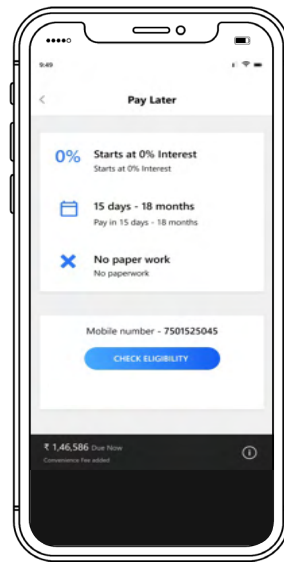 9:49
Pay Later
0%
Starts at 0% Interest
Starts at 0% Interest
15 days - 18 months
Pay in 15 days - 18 months
No paper work
No paperwork
Mobile number - 7501525045
CHECK ELIGIBILITY
₹ 1,46,586 Due Now
Convenience Fee added